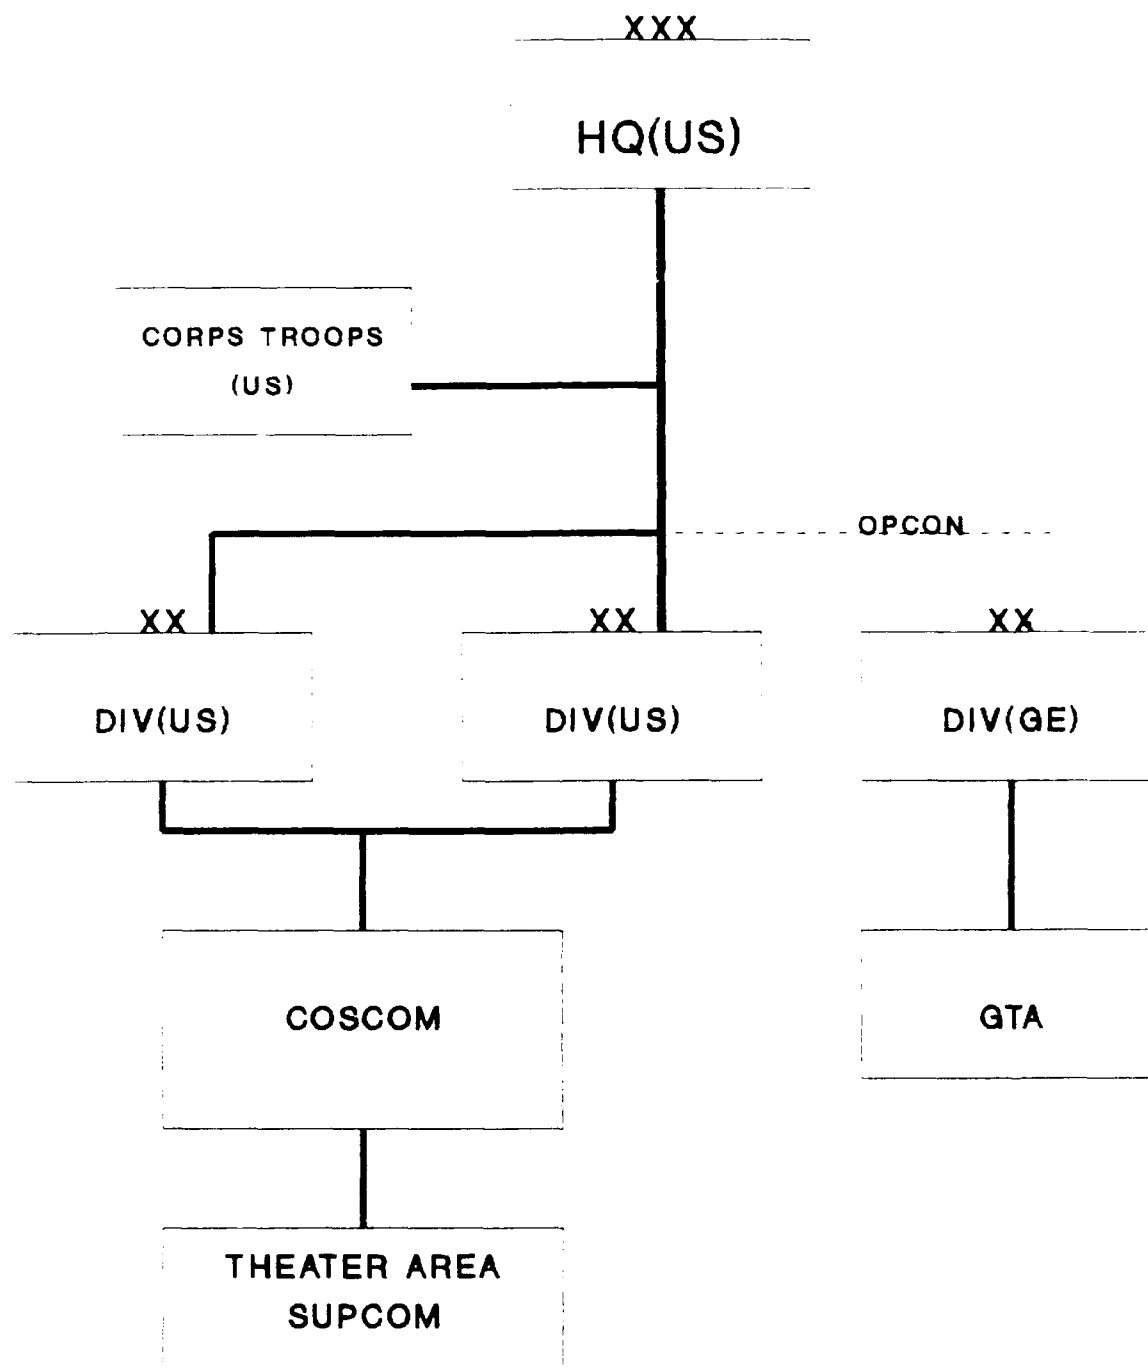 XXX
HQ(US)
CORPS TROOPS
(US)
OPCON
XX
XX
XX
DIV(US)
DIV(US)
DIV(GE)
COSCOM
GTA
THEATER AREA
SUPCOM